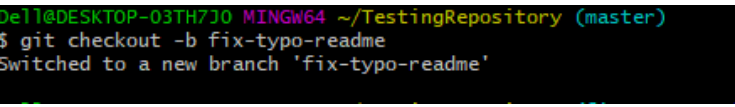 Dell@DESKTOP-03TH7J0 MINGW64 ~/TestingRepository (master)
$ git checkout -b fix-typo-readme
Switched to a new branch 'fix-typo-readme'